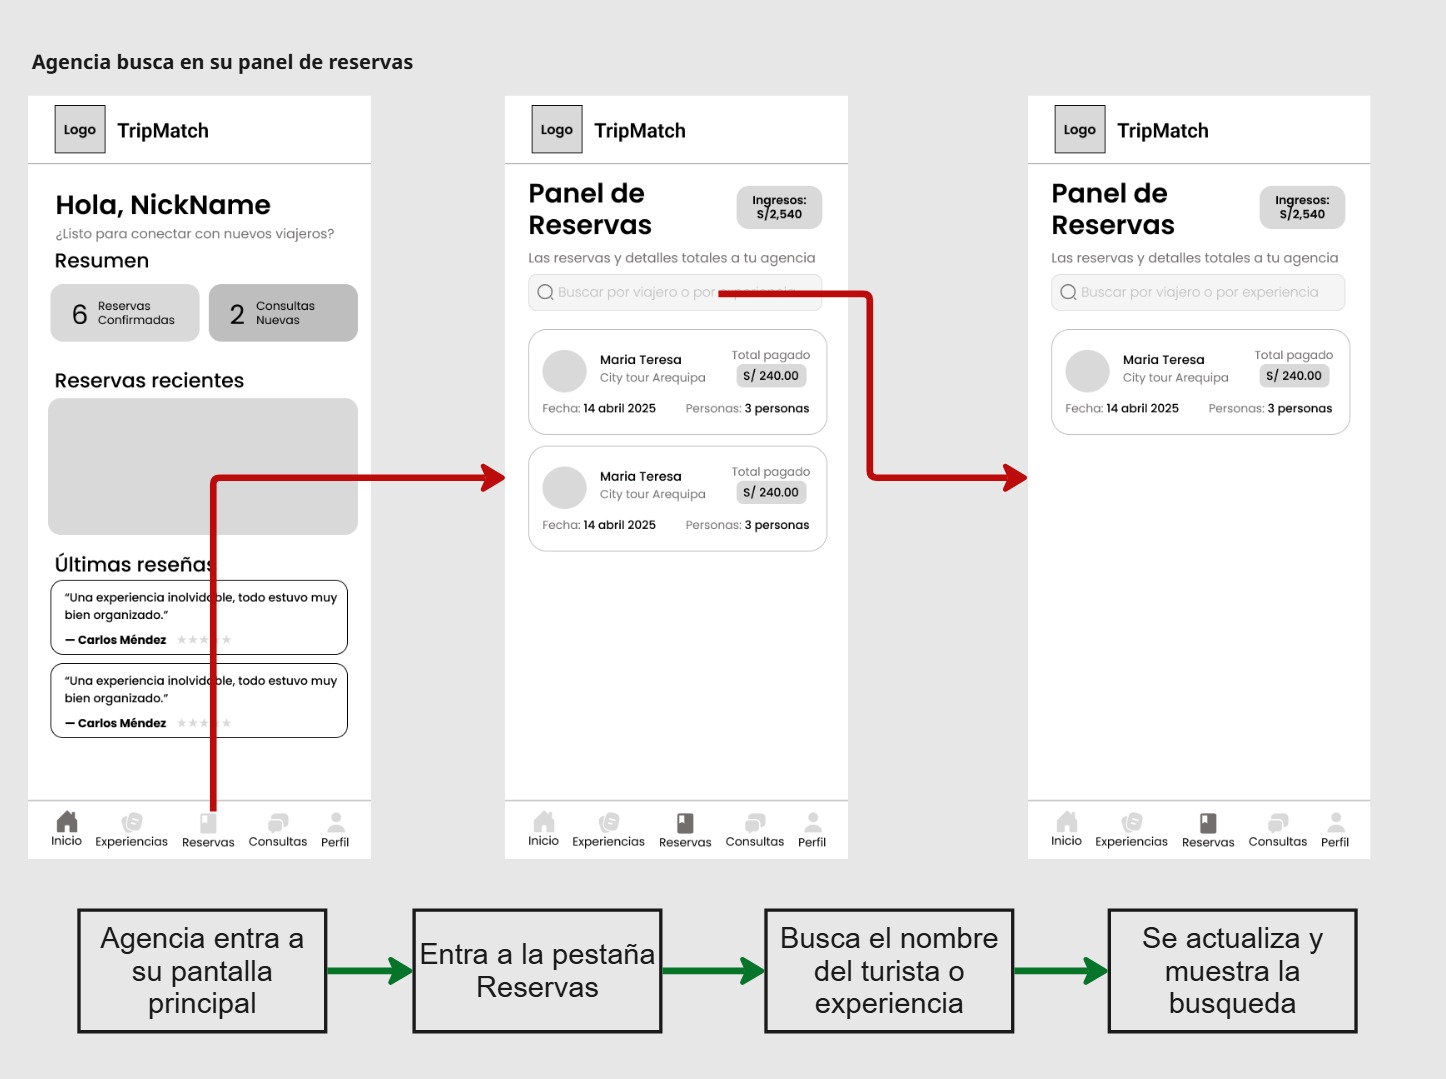 Agencia busca en su panel de reservas
Logo
TripMatch
Hola, NickName
¿Listo para conectar con nuevos viajeros?
Resumen
6
Reservas
Confirmadas
2
Consultas
Nuevas
Reservas recientes
Últimas reseñas
“Una experiencia inolvidable, todo estuvo muy
bien organizado.”
— Carlos Méndez
“Una experiencia inolvidable, todo estuvo muy
bien organizado.”
— Carlos Méndez
Inicio
Experiencias
Reservas
Consultas
Perfil
Logo
TripMatch
Panel de
Reservas
Ingresos:
S/2,540
Las reservas y detalles totales a tu agencia
Buscar por viajero o por experiencia
Maria Teresa
City tour Arequipa
Total pagado
S/ 240.00
Fecha: 14 abril 2025
Personas: 3 personas
Maria Teresa
City tour Arequipa
Total pagado
S/ 240.00
Fecha: 14 abril 2025
Personas: 3 personas
Inicio
Experiencias
Reservas
Consultas
Perfil
Logo
TripMatch
Panel de
Reservas
Ingresos:
S/2,540
Las reservas y detalles totales a tu agencia
Buscar por viajero o por experiencia
Maria Teresa
City tour Arequipa
Total pagado
S/ 240.00
Fecha: 14 abril 2025
Personas: 3 personas
Inicio
Experiencias
Reservas
Consultas
Perfil
Agencia entra a
su pantalla
principal
Entra a la pestaña
Reservas
Busca el nombre
del turista o
experiencia
Se actualiza y
muestra la
busqueda